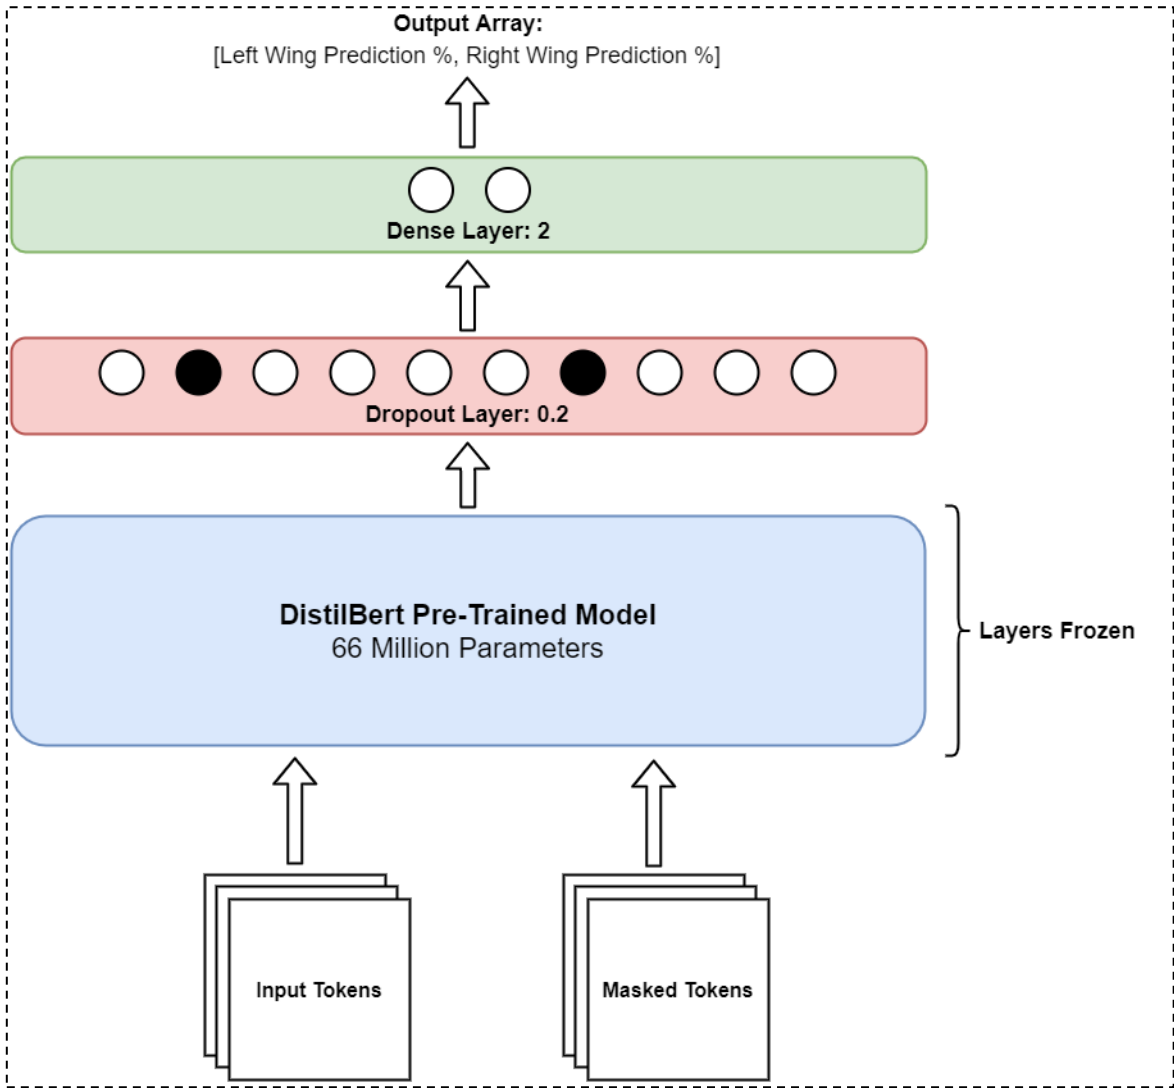 Output Array:
[Left Wing Prediction %, Right Wing Prediction %]
Dense Layer: 2
Dropout Layer: 0.2
DistilBert Pre-Trained Model
66 Million Parameters
Layers Frozen
Input Tokens
Masked Tokens